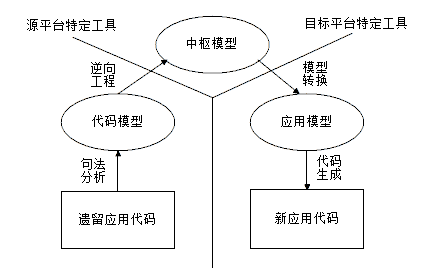 源平台特定工具
目标平台特定工具
中枢模型
逆向
工程
模型
转换
代码模型
应用模型
句法
分析
代码
生成
遗留应用代码
新应用代码